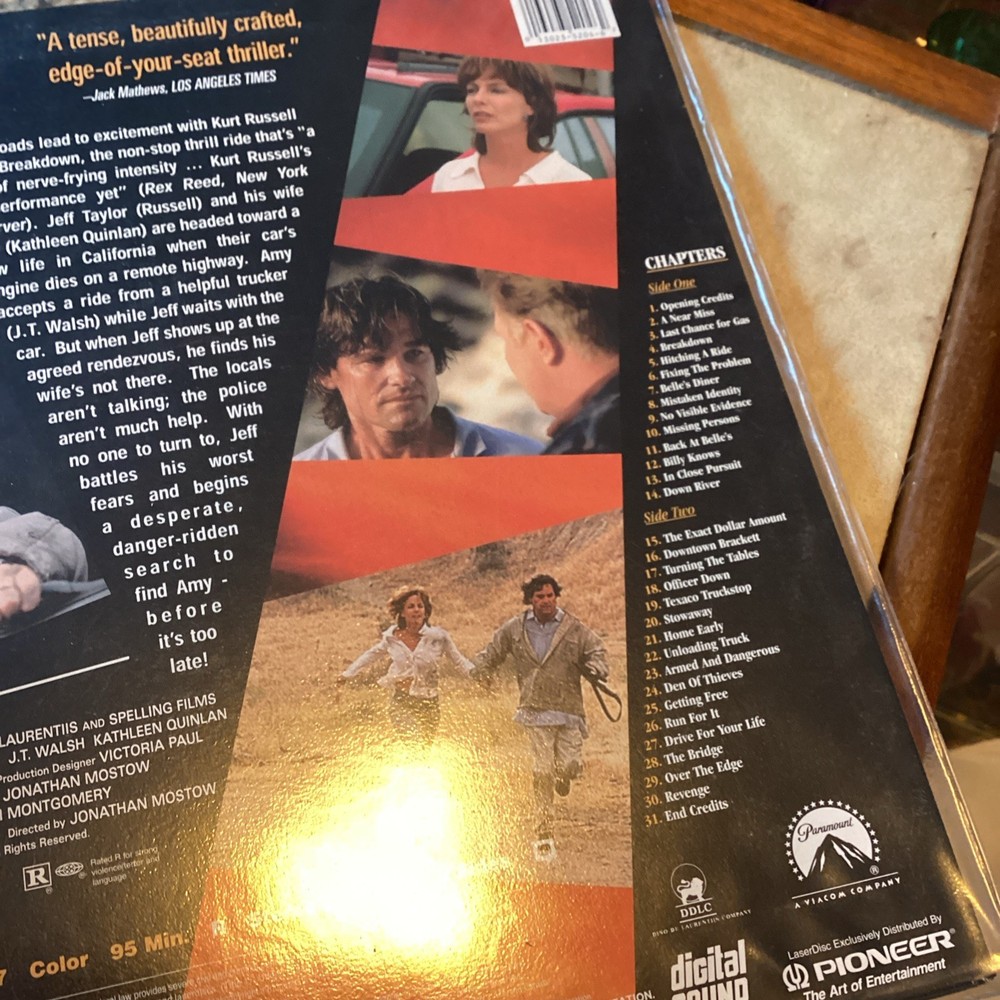 "A tense, beautifully crafted,
edge-of-your-seat thriller."
—Jack Mathews, LOS ANGELES TIMES
oads lead to excitement with Kurt Russell
Breakdown, the non-stop thrill ride that's "a
of nerve-frying intensity ... Kurt Russell's
erformance yet" (Rex Reed, New York
rver). Jeff Taylor (Russell) and his wife
(Kathleen Quinlan) are headed toward a
w life in California when their car's
ngine dies on a remote highway. Amy
accepts a ride from a helpful trucker
(J.T. Walsh) while Jeff waits with the
car. But when Jeff shows up at the
agreed rendezvous, he finds his
wife's not there. The locals
aren't talking; the police
aren't much help. With
no one to turn to, Jeff
battles his worst
fears and begins
a desperate,
danger-ridden
search to
find Amy -
before
it's too
late!
LAURENTIIS AND SPELLING FILMS
J.T. WALSH KATHLEEN QUINLAN
Production Designer VICTORIA PAUL
JONATHAN MOSTOW
MONTGOMERY
Directed by JONATHAN MOSTOW
Rights Reserved.
R
Rated R for strong
violence/terror and
language
7 Color 95 Min.
CHAPTERS
Side One
1. Opening Credits
2. A Near Miss
3. Last Chance for Gas
4. Breakdown
5. Hitching A Ride
6. Fixing The Problem
7. Belle's Diner
8. Mistaken Identity
9. No Visible Evidence
10. Missing Persons
11. Back At Belle's
12. Billy Knows
13. In Close Pursuit
14. Down River
Side Two
15. The Exact Dollar Amount
16. Downtown Brackett
17. Turning The Tables
18. Officer Down
19. Texaco Truckstop
20. Stowaway
21. Home Early
22. Unloading Truck
23. Armed And Dangerous
24. Den Of Thieves
25. Getting Free
26. Run For It
27. Drive For Your Life
28. The Bridge
29. Over The Edge
30. Revenge
31. End Credits
Paramount
A VIACOM COMPANY
DDLC
DINO DE LAURENTIIS COMPANY
digital
SOUND
LaserDisc Exclusively Distributed By
PIONEER®
The Art of Entertainment